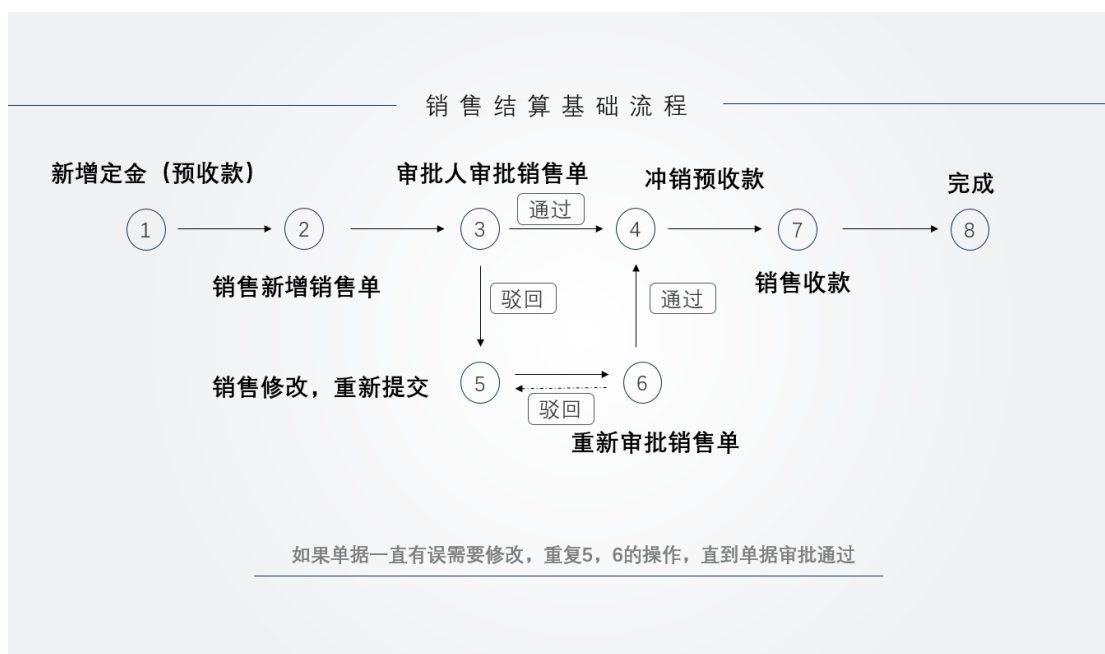 销售结算基础流程
新增定金（预收款）
审批人审批销售单
冲销预收款
完成
通过
1
2
3
4
7
8
销售新增销售单
销售收款
驳回
通过
销售修改，重新提交
5
6
驳回
重新审批销售单
如果单据一直有误需要修改，重复5，6的操作，直到单据审批通过